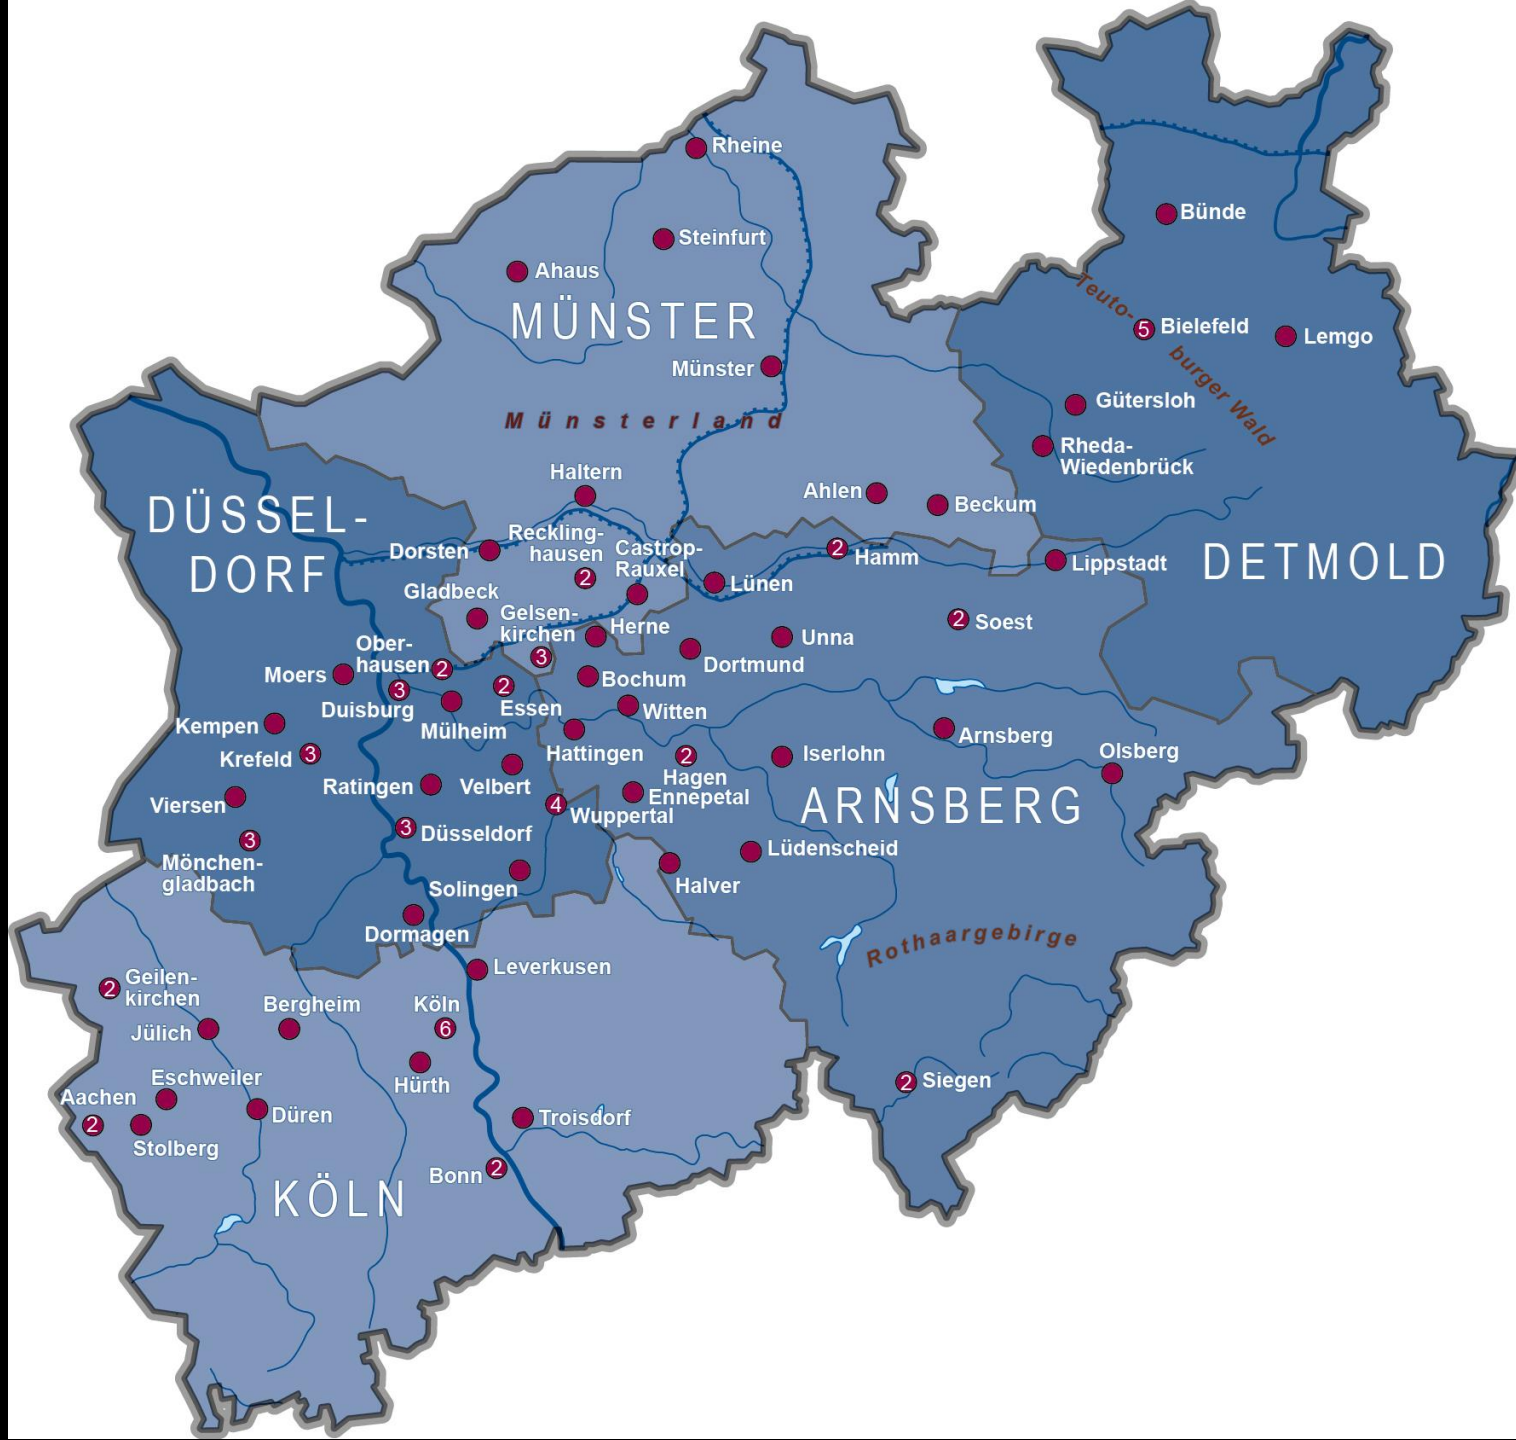 Rheine
Bünde
Steinfurt
Ahaus
Teuto-
MÜNSTER
5 Bielefeld
Lemgo
burger Wald
Münster
Gütersloh
Münsterland
Rheda-
Wiedenbrück
Haltern
Ahlen
Beckum
DÜSSEL-
DORF
Reckling-
hausen
2
Castrop-
Rauxel
Dorsten
2
Hamm
Lippstadt
DETMOLD
Gladbeck
Lünen
Gelsen-
kirchen
3
Herne
Unna
2 Soest
Ober-
hausen 2
Moers
Dortmund
3
Duisburg
2
Essen
Bochum
Mülheim
Witten
Kempen
Hattingen
Arnsberg
Olsberg
Krefeld 3
2
Hagen
Iserlohn
Ratingen
Velbert
Ennepetal
Viersen
4
Wuppertal
ARNSBERG
3 Düsseldorf
3
Mönchen-
gladbach
Lüdenscheid
Solingen
Halver
Dormagen
Rothaargebirge
Leverkusen
2 Geilen-
kirchen
Bergheim
Köln
6
Jülich
Hürth
Eschweiler
2 Siegen
Aachen
2
Düren
Troisdorf
Stolberg
Bonn 2
KÖLN